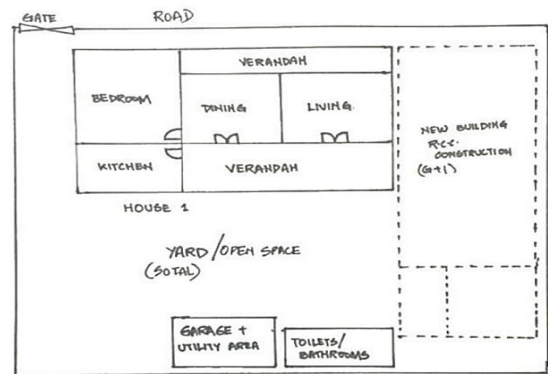 GATE
ROAD
VERANDAH
BEDROOM
DINING
LIVING.
KITCHEN
VERANDAH
NEW BUILDING
R.C.C.
CONSTRUCTION
(G+1)
HOUSE 1
YARD/OPEN SPACE
(SOTAL)
GARAGE +
UTILITY AREA
TOILETS/
BATHROOMS